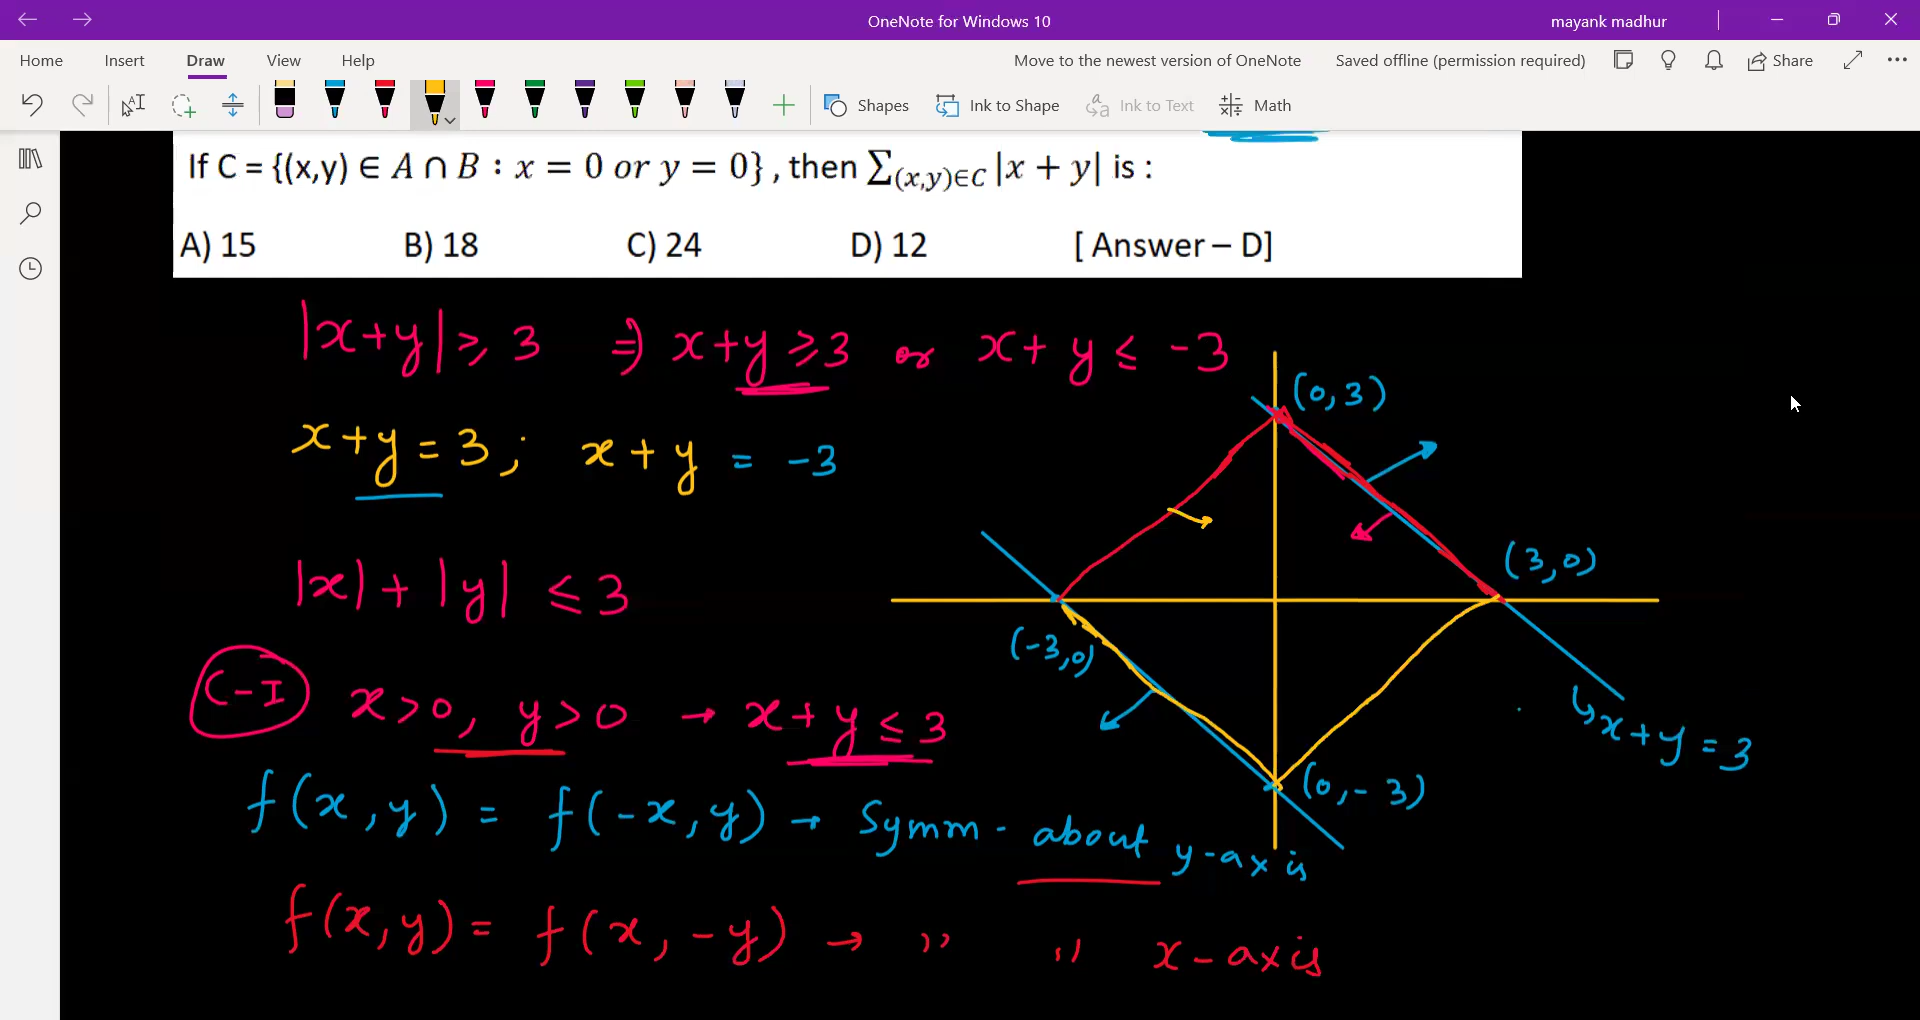 OneNote for Windows 10
mayank madhur
Home Insert Draw View Help
Move to the newest version of OneNote Saved offline (permission required) Share
Shapes Ink to Shape Ink to Text Math
If C = {(x,y) ∈ A ∩ B : x = 0 or y = 0} , then ∑(x,y)∈C |x + y| is :
A) 15 B) 18 C) 24 D) 12 [ Answer – D]
|x+y| ≥ 3 ⇒ x+y ≥ 3 or x+ y ≤ -3
(0, 3)
x+y = 3 ; x + y = -3
(3, 0)
|x| + |y| ≤ 3
(-3, 0)
C-I x>0, y>0 → x+y ≤ 3
↳ x+y = 3
(0, -3)
f(x, y) = f(-x, y) → Symm - about y-axis
f(x, y) = f(x, -y) → ,, ,, x-axis